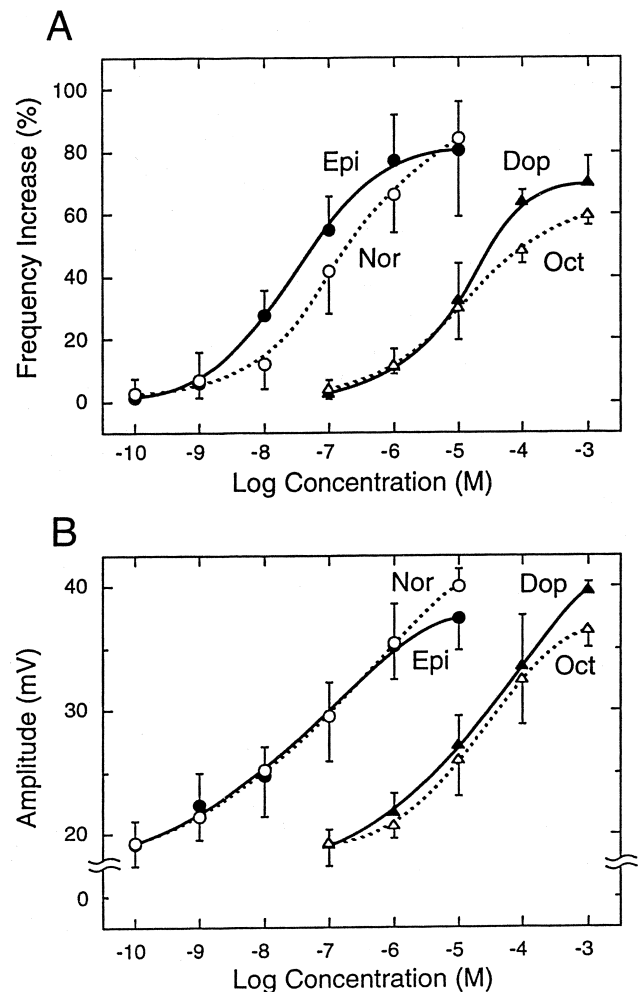 A
100
80
60
40
20
0
Frequency Increase (%)
Epi
Nor
Dop
Oct
-10 -9 -8 -7 -6 -5 -4 -3
Log Concentration (M)
B
40
30
20
0
Amplitude (mV)
Nor
Epi
Dop
Oct
-10 -9 -8 -7 -6 -5 -4 -3
Log Concentration (M)